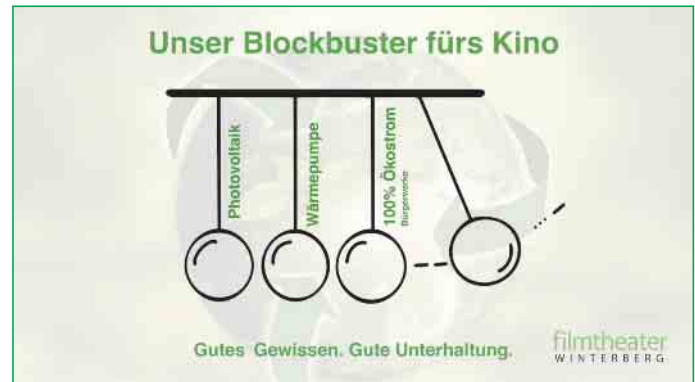 Unser Blockbuster fürs Kino
Photovoltaik
Wärmepumpe
100% Ökostrom
Bürgerwerke
Gutes Gewissen. Gute Unterhaltung.
filmtheater
WINTERBERG